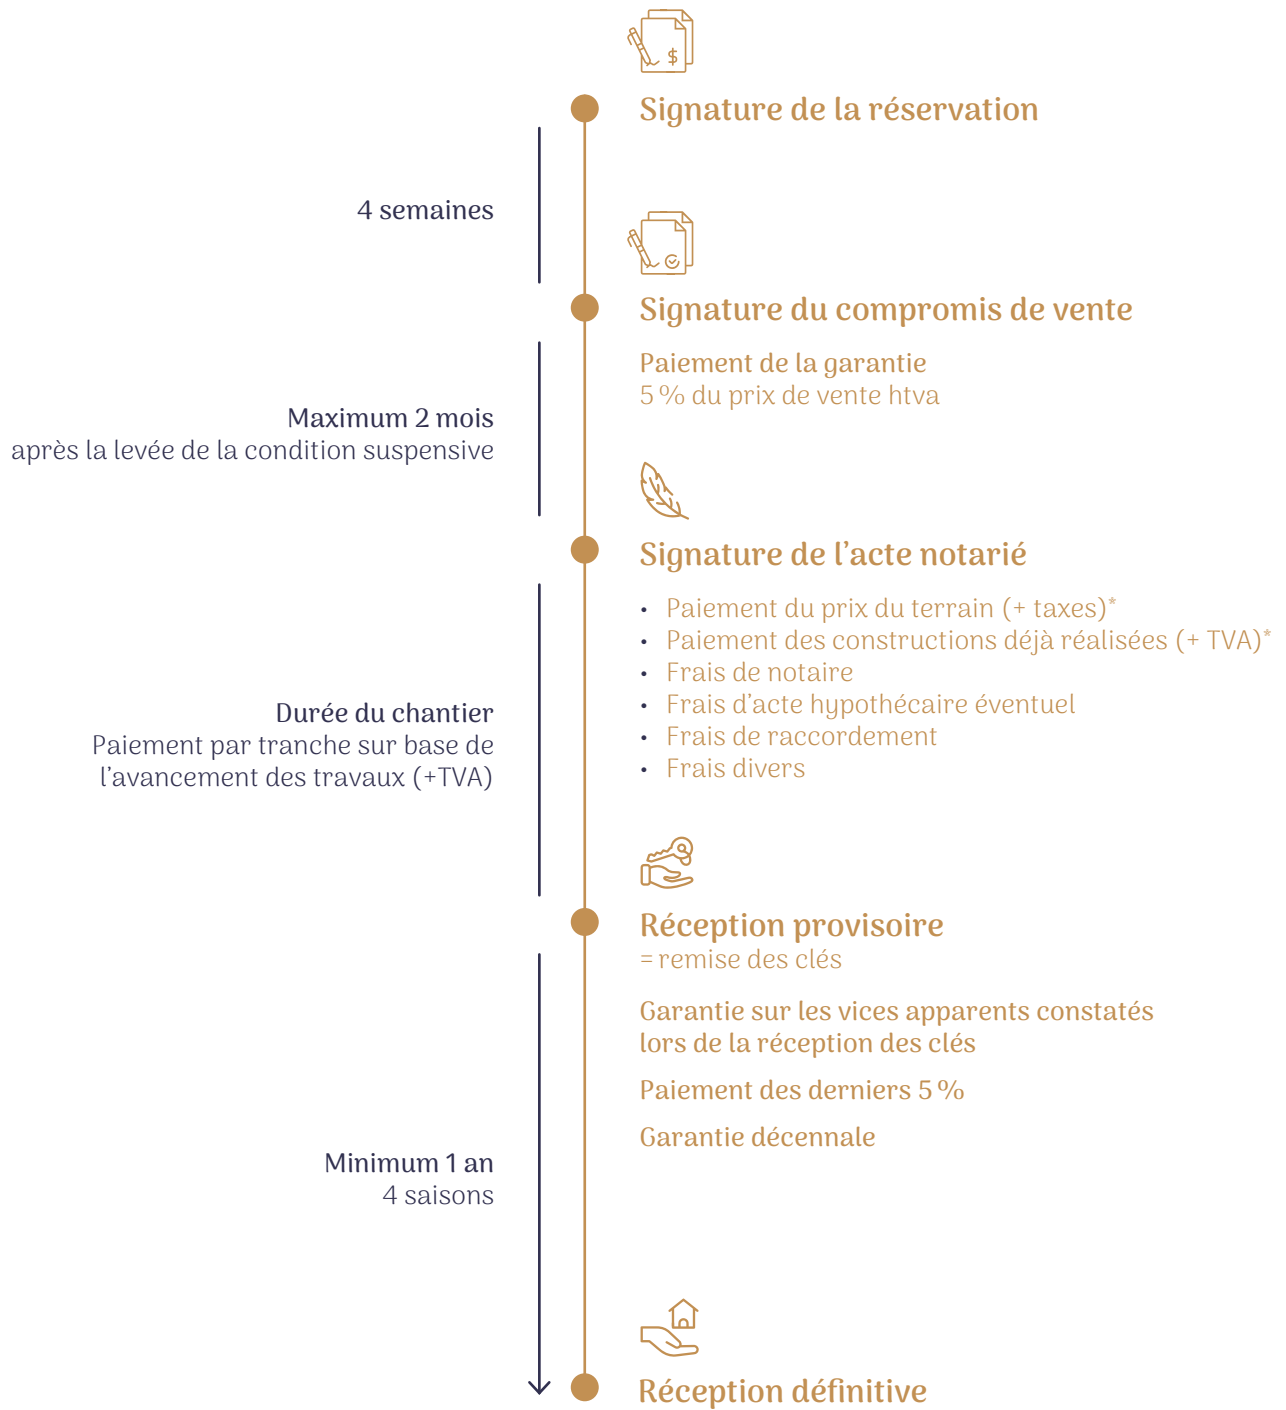 $
Signature de la réservation
4 semaines
Signature du compromis de vente
Paiement de la garantie
5 % du prix de vente htva
Maximum 2 mois
après la levée de la condition suspensive
Signature de l’acte notarié
• Paiement du prix du terrain (+ taxes)*
• Paiement des constructions déjà réalisées (+ TVA)*
• Frais de notaire
• Frais d’acte hypothécaire éventuel
• Frais de raccordement
• Frais divers
Durée du chantier
Paiement par tranche sur base de
l’avancement des travaux (+TVA)
Réception provisoire
= remise des clés
Garantie sur les vices apparents constatés
lors de la réception des clés
Paiement des derniers 5 %
Garantie décennale
Minimum 1 an
4 saisons
Réception définitive